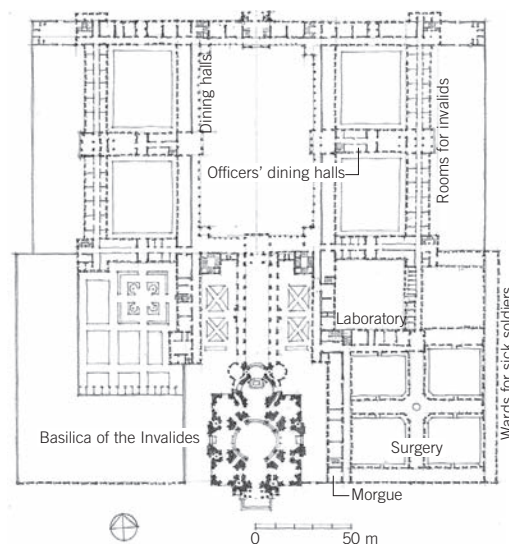 Dining halls
Rooms for invalids
Officers' dining halls
Laboratory
Wards for sick soldiers
Basilica of the Invalides
Surgery
Morgue
0 50 m